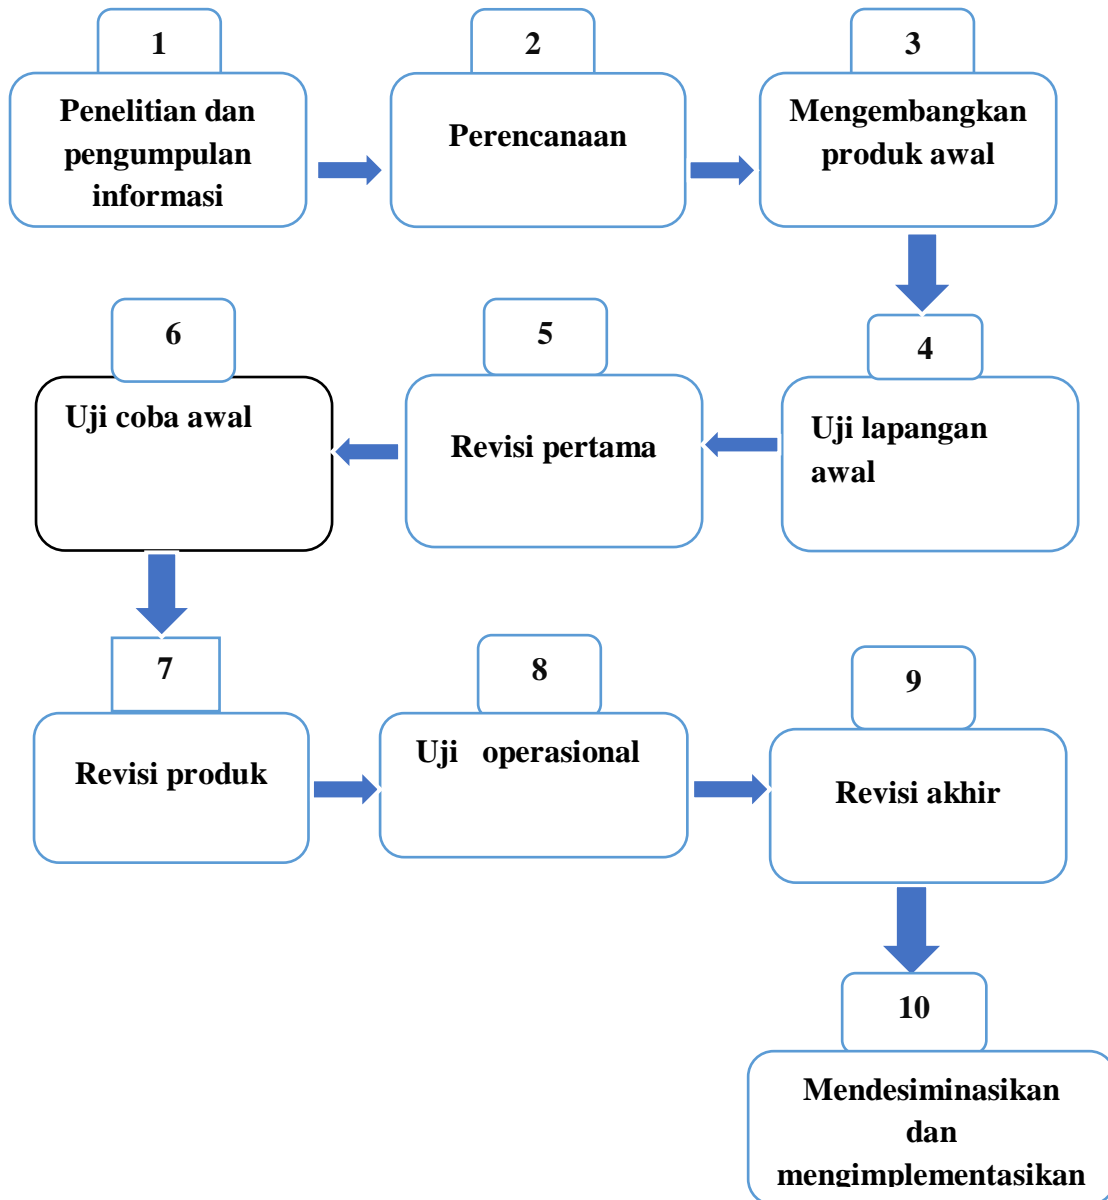 1
Penelitian dan
pengumpulan
informasi
2
Perencanaan
3
Mengembangkan
produk awal
4
Uji lapangan
awal
5
Revisi pertama
6
Uji coba awal
7
Revisi produk
8
Uji operasional
9
Revisi akhir
10
Mendesiminasikan
dan
mengimplementasikan